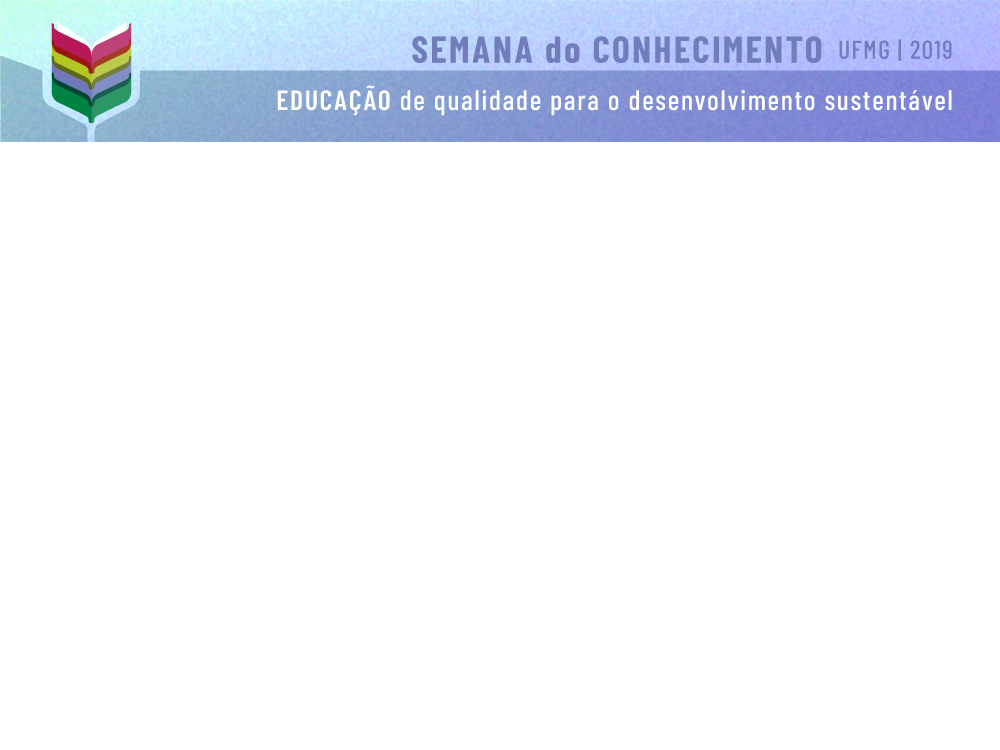 SEMANA do CONHECIMENTO UFMG | 2019
EDUCAÇÃO de qualidade para o desenvolvimento sustentável